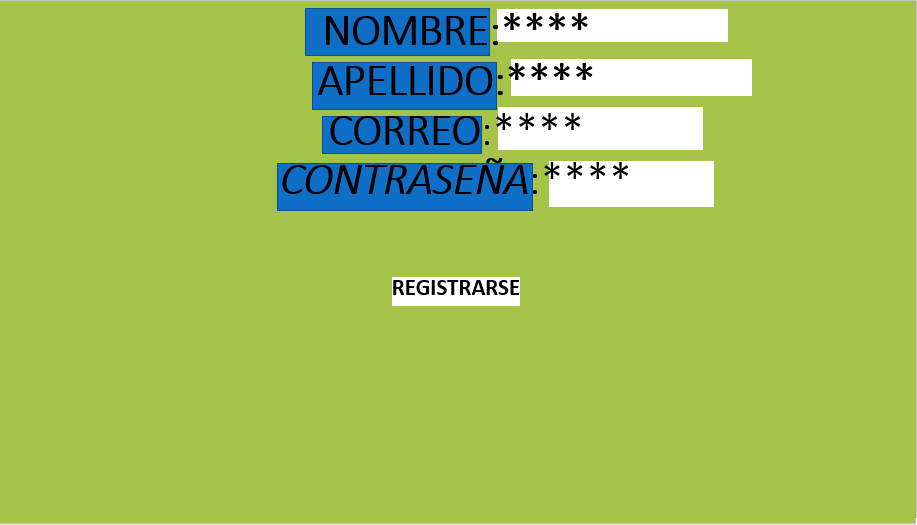 NOMBRE:****
APELLIDO:****
CORREO:****
CONTRASEÑA:****
REGISTRARSE